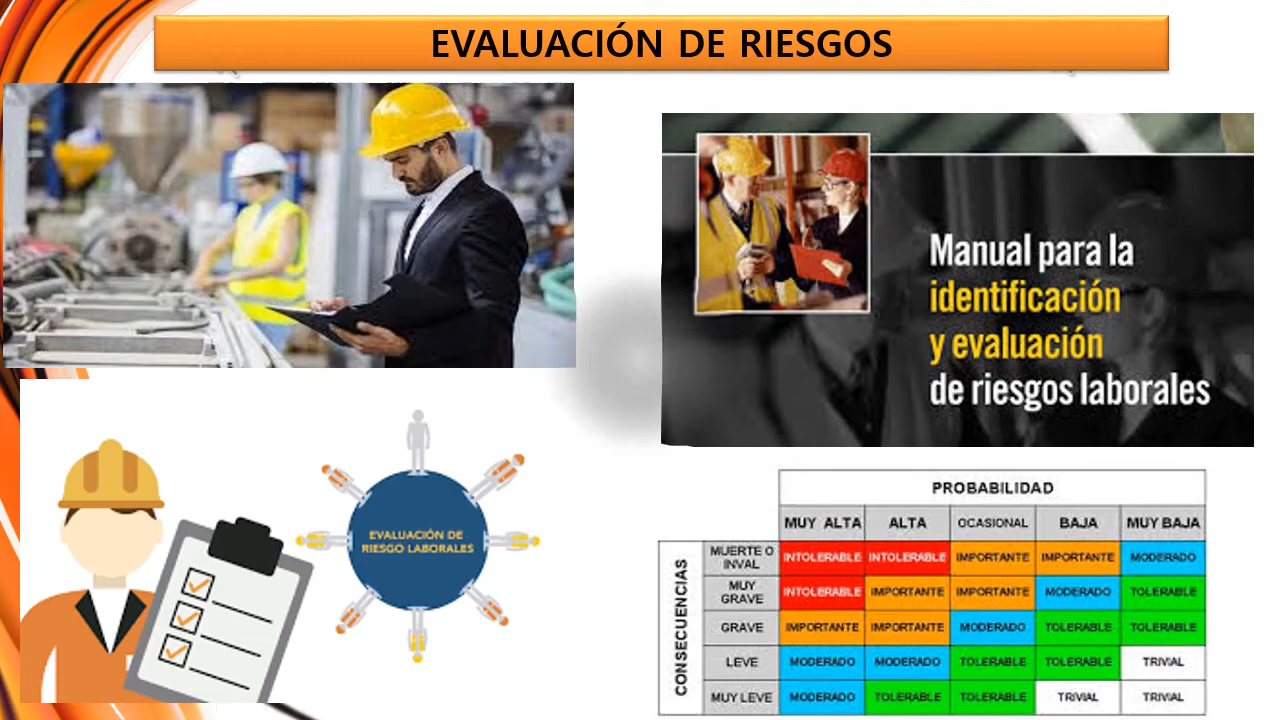 EVALUACIÓN DE RIESGOS
Manual para la
identificación
y evaluación
de riesgos laborales
EVALUACIÓN DE
RIESGO LABORALES
PROBABILIDAD
MUY ALTA ALTA OCASIONAL BAJA MUY BAJA
CONSECUENCIAS
MUERTE O
INVAL
INTOLERABLE INTOLERABLE IMPORTANTE IMPORTANTE MODERADO
MUY
GRAVE
INTOLERABLE IMPORTANTE IMPORTANTE MODERADO TOLERABLE
GRAVE IMPORTANTE IMPORTANTE MODERADO TOLERABLE TOLERABLE
LEVE MODERADO MODERADO TOLERABLE TOLERABLE TRIVIAL
MUY LEVE MODERADO TOLERABLE TOLERABLE TRIVIAL TRIVIAL